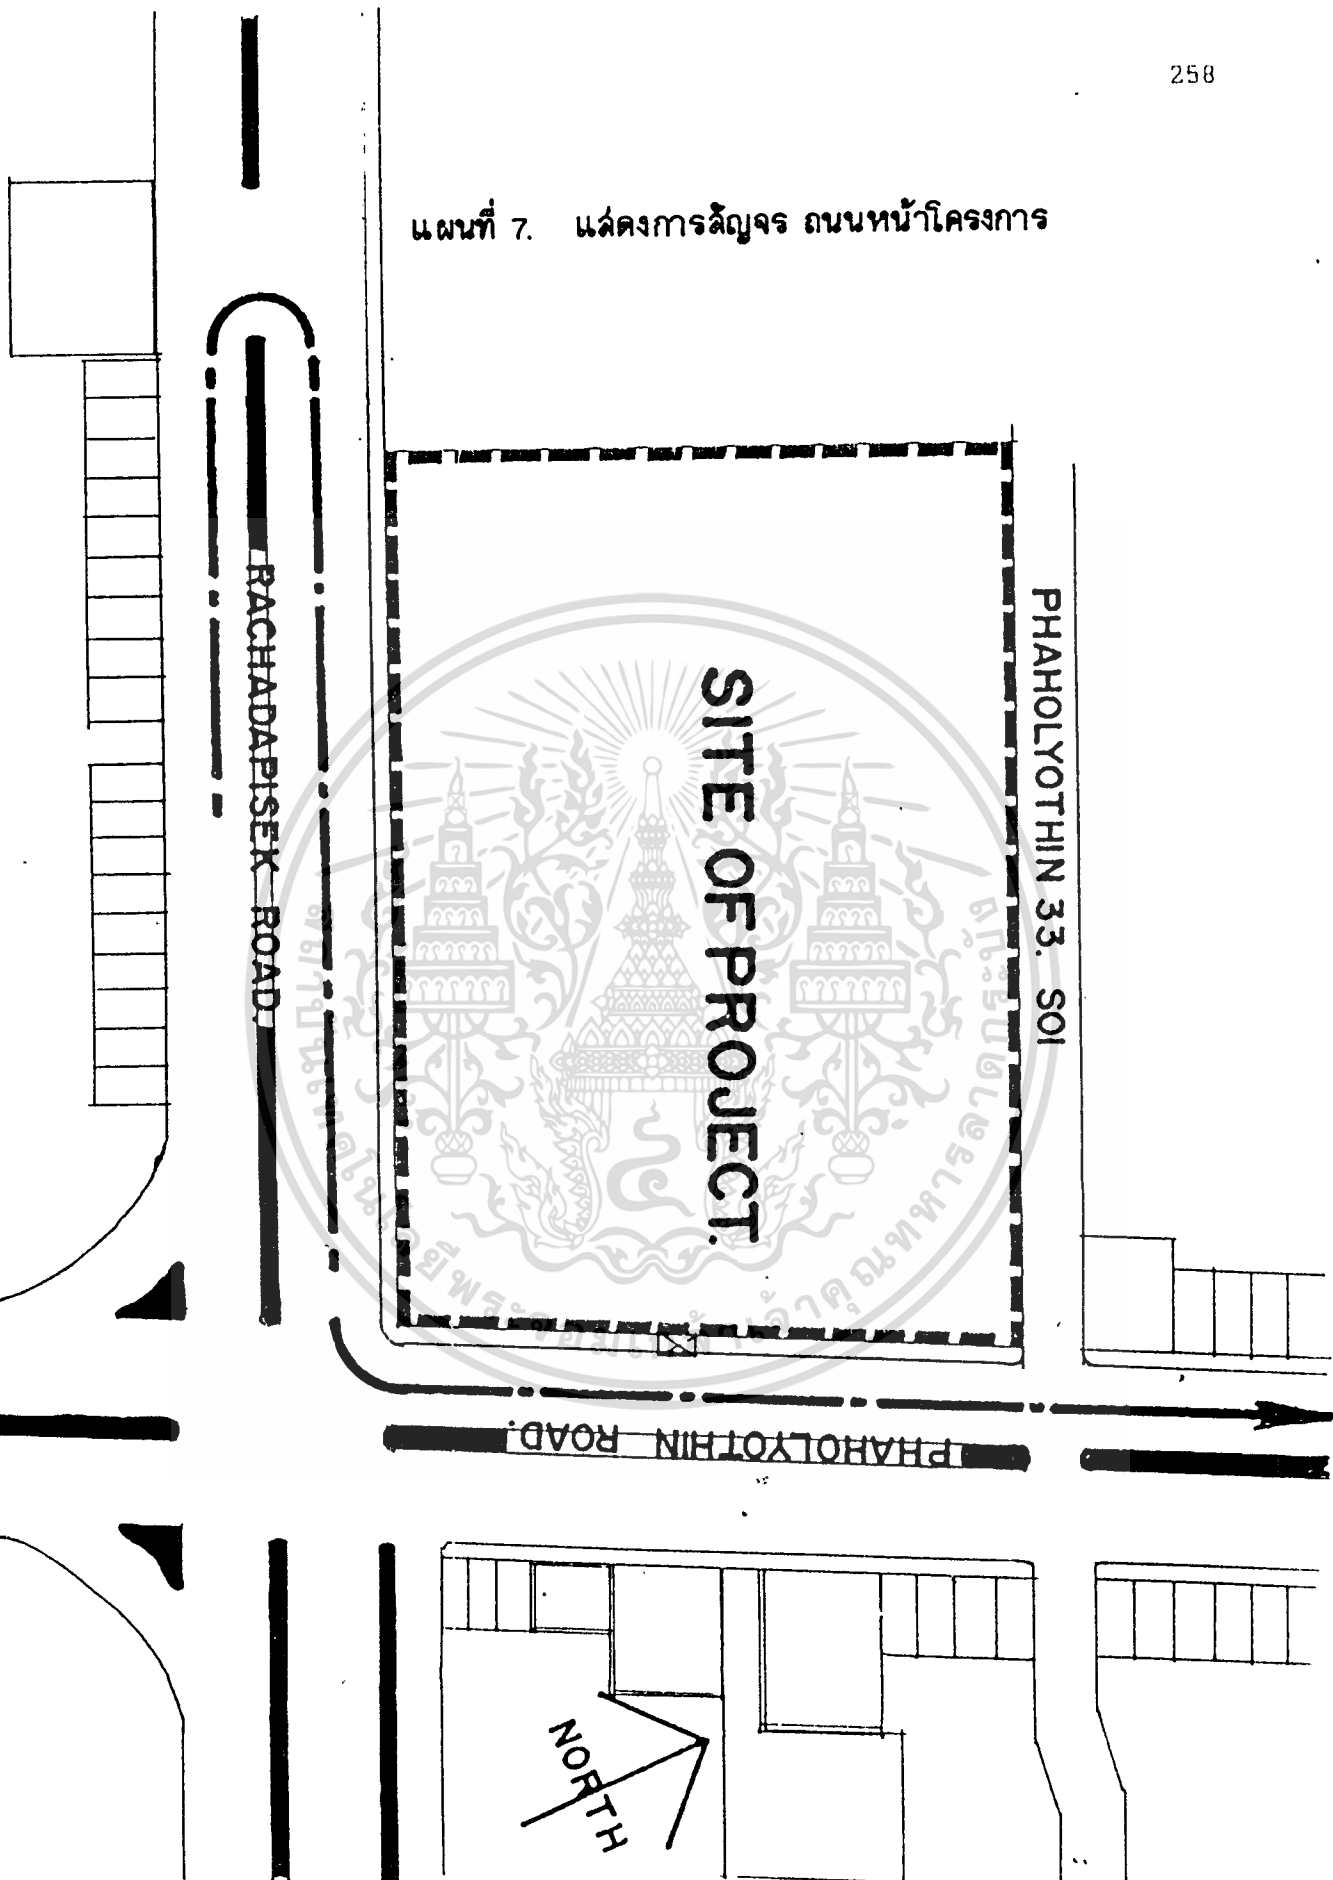 258
แผนที่ 7. แสดงการสัญจร ถนนหน้าโครงการ
RACHADAPISEK ROAD.
SITE OF PROJECT.
PHAHOLYOTHIN 33. SOI
PHAHOLYOTHIN ROAD.
NORTH